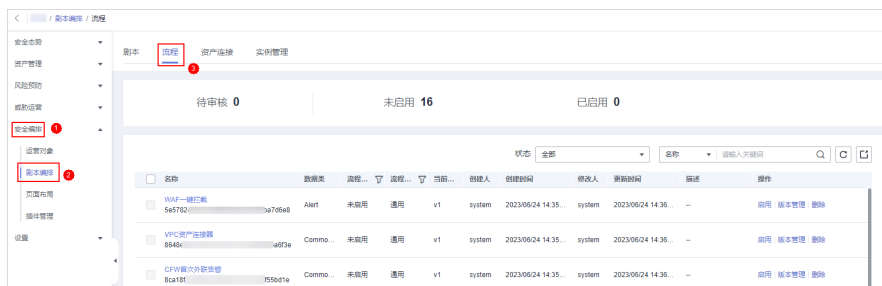 / 剧本编排 / 流程
安全态势
资产管理
风险预防
威胁运营
安全编排 1
运营对象
剧本编排 2
页面布局
插件管理
设置
剧本 流程 资产连接 实例管理
3
待审核 0 未启用 16 已启用 0
状态 全部 名称 请输入关键词
名称 数据类 流程... 流程... 当前... 创建人 创建时间 修改人 更新时间 描述 操作
WAF一键拦截 Alert 未启用 通用 v1 system 2023/06/24 14:35... system 2023/06/24 14:36... -- 启用 版本管理 删除
5e5782 ba7d6e8
VPC资产连接器 Commo... 未启用 通用 v1 system 2023/06/24 14:35... system 2023/06/24 14:36... -- 启用 版本管理 删除
8648 a6f3e
CFW首次外联告警 Commo... 未启用 通用 v1 system 2023/06/24 14:35... system 2023/06/24 14:36... -- 启用 版本管理 删除
8ca18f f55bd1e